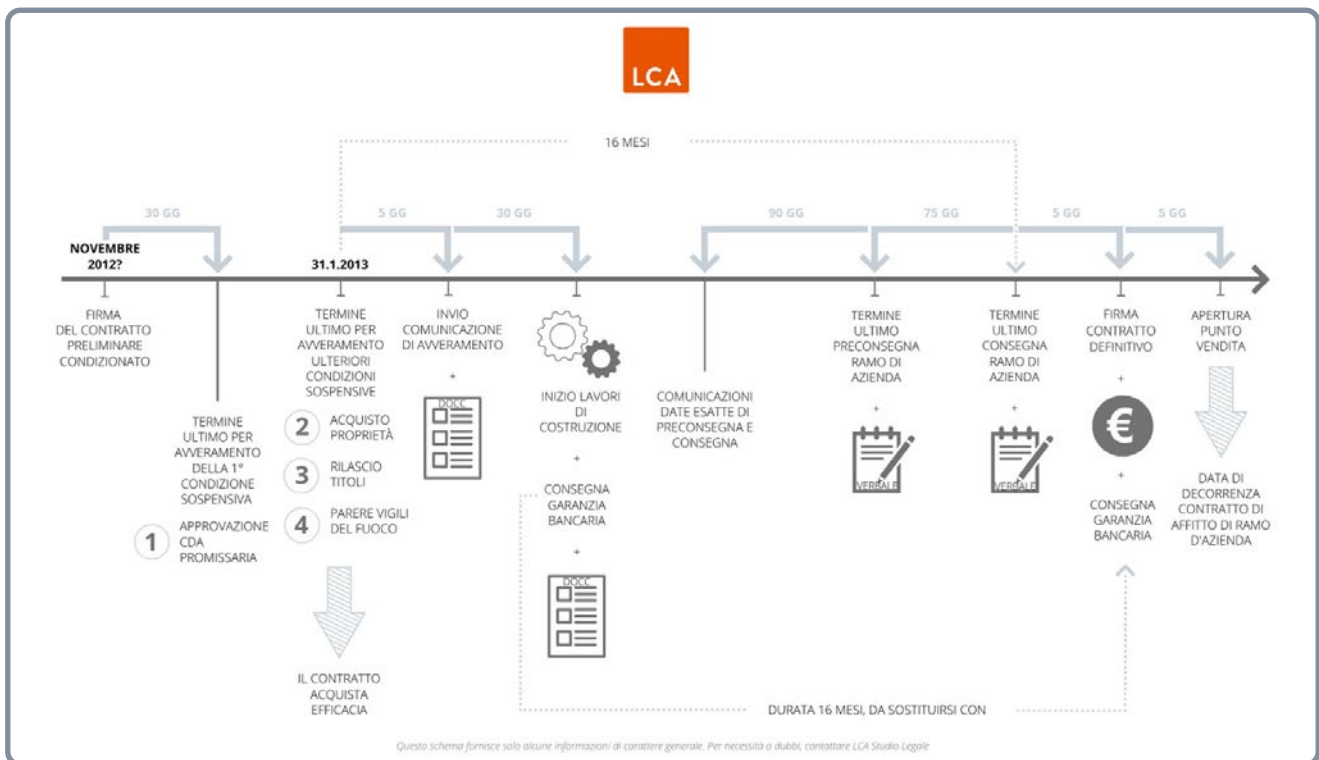 LCA
16 MESI
30 GG
5 GG
30 GG
90 GG
75 GG
5 GG
5 GG
NOVEMBRE
2012?
31.1.2013
FIRMA
DEL CONTRATTO
PRELIMINARE
CONDIZIONATO
TERMINE
ULTIMO PER
AVVERAMENTO
DELLA 1°
CONDIZIONE
SOSPENSIVA
1
APPROVAZIONE
CDA
PROMISSARIA
TERMINE
ULTIMO PER
AVVERAMENTO
ULTERIORI
CONDIZIONI
SOSPENSIVE
2
ACQUISTO
PROPRIETÀ
3
RILASCIO
TITOLI
4
PARERE VIGILI
DEL FUOCO
IL CONTRATTO
ACQUISTA
EFFICACIA
INVIO
COMUNICAZIONE
DI AVVERAMENTO
+
DOCC
INIZIO LAVORI
DI
COSTRUZIONE
+
CONSEGNA
GARANZIA
BANCARIA
+
DOCC
COMUNICAZIONI
DATE ESATTE DI
PRECONSEGNA E
CONSEGNA
TERMINE
ULTIMO
PRECONSEGNA
RAMO DI
AZIENDA
+
VERBALE
TERMINE
ULTIMO
CONSEGNA
RAMO DI
AZIENDA
+
VERBALE
FIRMA
CONTRATTO
DEFINITIVO
+
€
+
CONSEGNA
GARANZIA
BANCARIA
APERTURA
PUNTO
VENDITA
DATA DI
DECORRENZA
CONTRATTO DI
AFFITTO DI RAMO
D'AZIENDA
DURATA 16 MESI, DA SOSTITUIRSI CON
Questo schema fornisce solo alcune informazioni di carattere generale. Per necessità o dubbi, contattare LCA Studio Legale